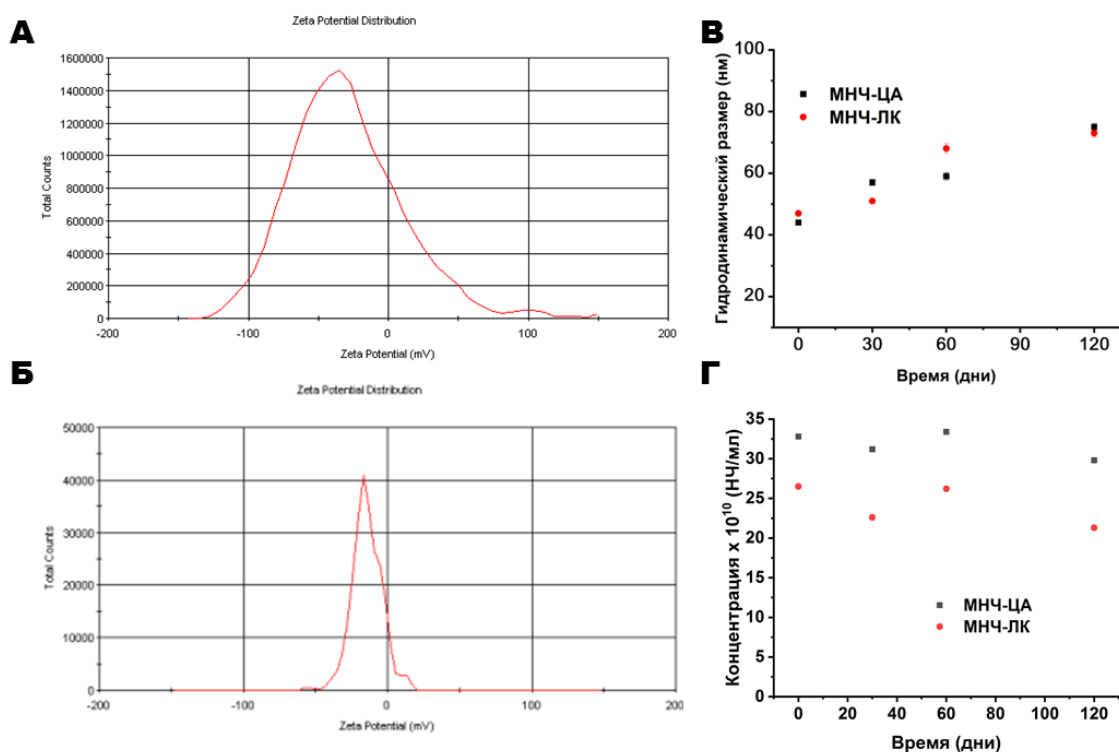 А
Zeta Potential Distribution
1600000
1400000
1200000
1000000
800000
600000
400000
200000
0
Total Counts
-200
-100
0
100
200
Zeta Potential (mV)
В
100
80
60
40
20
Гидродинамический размер (нм)
МНЧ-ЦА
МНЧ-ЛК
0
30
60
90
120
Время (дни)
Б
Zeta Potential Distribution
50000
40000
30000
20000
10000
0
Total Counts
-200
-100
0
100
200
Zeta Potential (mV)
Г
35
30
25
20
15
10
5
0
Концентрация x 10¹⁰ (НЧ/мл)
МНЧ-ЦА
МНЧ-ЛК
0
20
40
60
80
100
120
Время (дни)